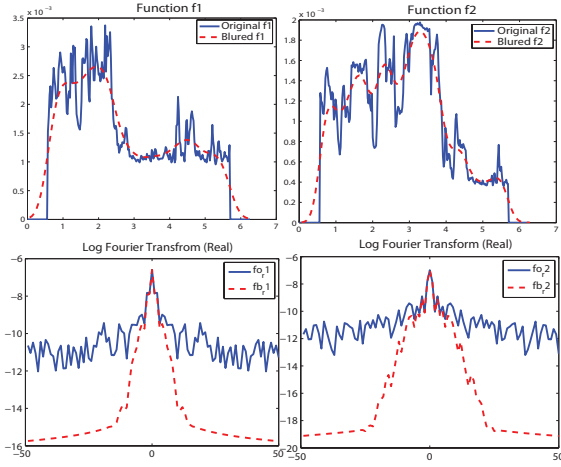 Function f1
x 10⁻³
Original f1
Blured f1
3.5
3
2.5
2
1.5
1
0.5
0
0 1 2 3 4 5 6 7
Function f2
x 10⁻³
Original f2
Blured f2
2
1.8
1.6
1.4
1.2
1
0.8
0.6
0.4
0.2
0
0 1 2 3 4 5 6 7
Log Fourier Transfrom (Real)
fo_r1
fb_r1
−6
−8
−10
−12
−14
−16
−50 0 50
Log Fourier Transform (Real)
fo_r2
fb_r2
−6
−8
−10
−12
−14
−16
−18
−20
−50 0 50